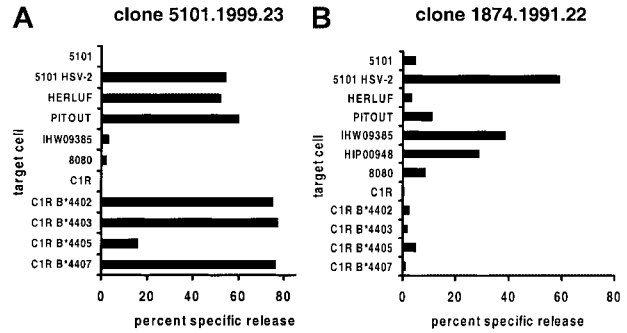 A
clone 5101.1999.23
target cell
5101
5101 HSV-2
HERLUF
PITOUT
IHW09385
8080
C1R
C1R B*4402
C1R B*4403
C1R B*4405
C1R B*4407
0 20 40 60 80
percent specific release
B
clone 1874.1991.22
target cell
5101
5101 HSV-2
HERLUF
PITOUT
IHW09385
HIP00948
8080
C1R
C1R B*4402
C1R B*4403
C1R B*4405
C1R B*4407
0 20 40 60 80
percent specific release